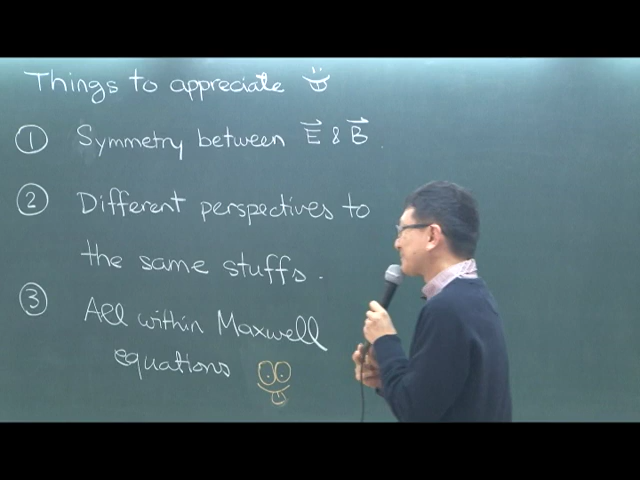 Things to appreciate
① Symmetry between E⃗ & B⃗.
② Different perspectives to
the same stuffs.
③ All within Maxwell
equations